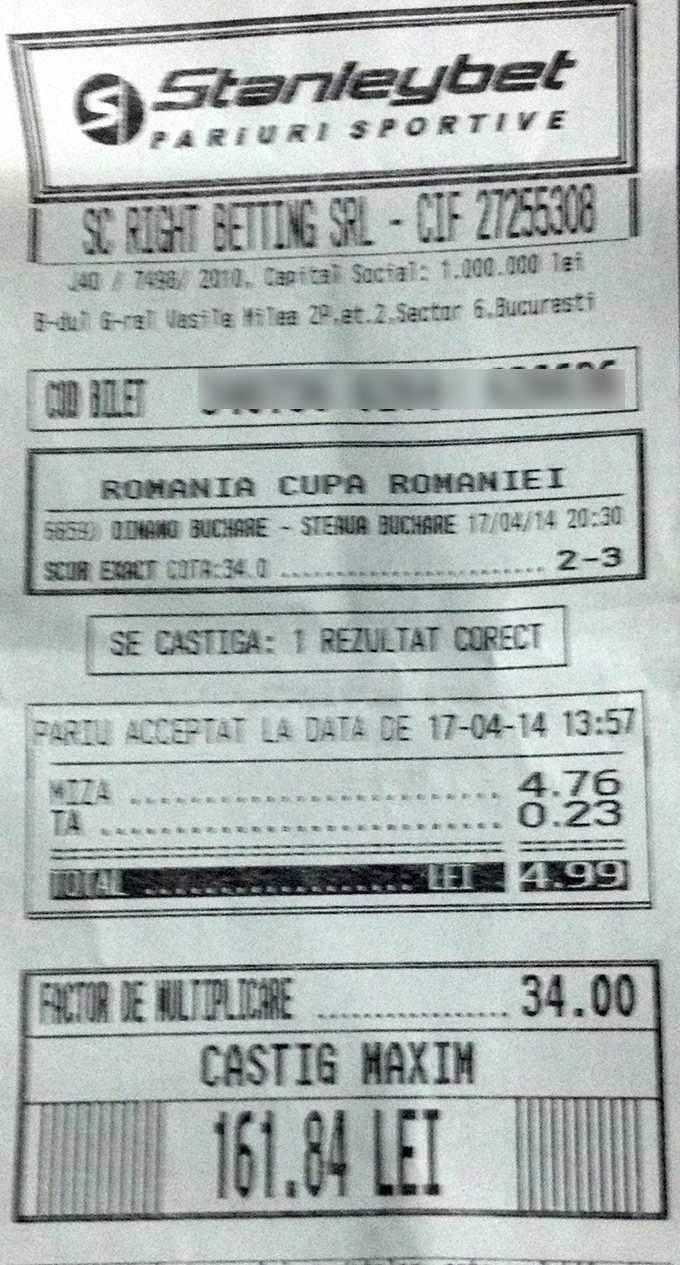 S Stanleybet
PARIURI SPORTIVE
SC RIGHT BETTING SRL - CIF 27255308
J40 / 7498/ 2010, Capital Social: 1.000.000 lei
B-dul G-ral Vasile Milea 2P,et.2,Sector 6,Bucuresti
COD BILET
ROMANIA CUPA ROMANIEI
DINAMO BUCHARE - STEAUA BUCHARE 17/04/14 20:30
SCOR EXACT COTA:34.0 ........................ 2-3
SE CASTIGA: 1 REZULTAT CORECT
PARIU ACCEPTAT LA DATA DE 17-04-14 13:57
MIZA ............................ 4.76
TA .............................. 0.23
TOTAL ...................... LEI 4.99
FACTOR DE MULTIPLICARE ................ 34.00
CASTIG MAXIM
161.84 LEI